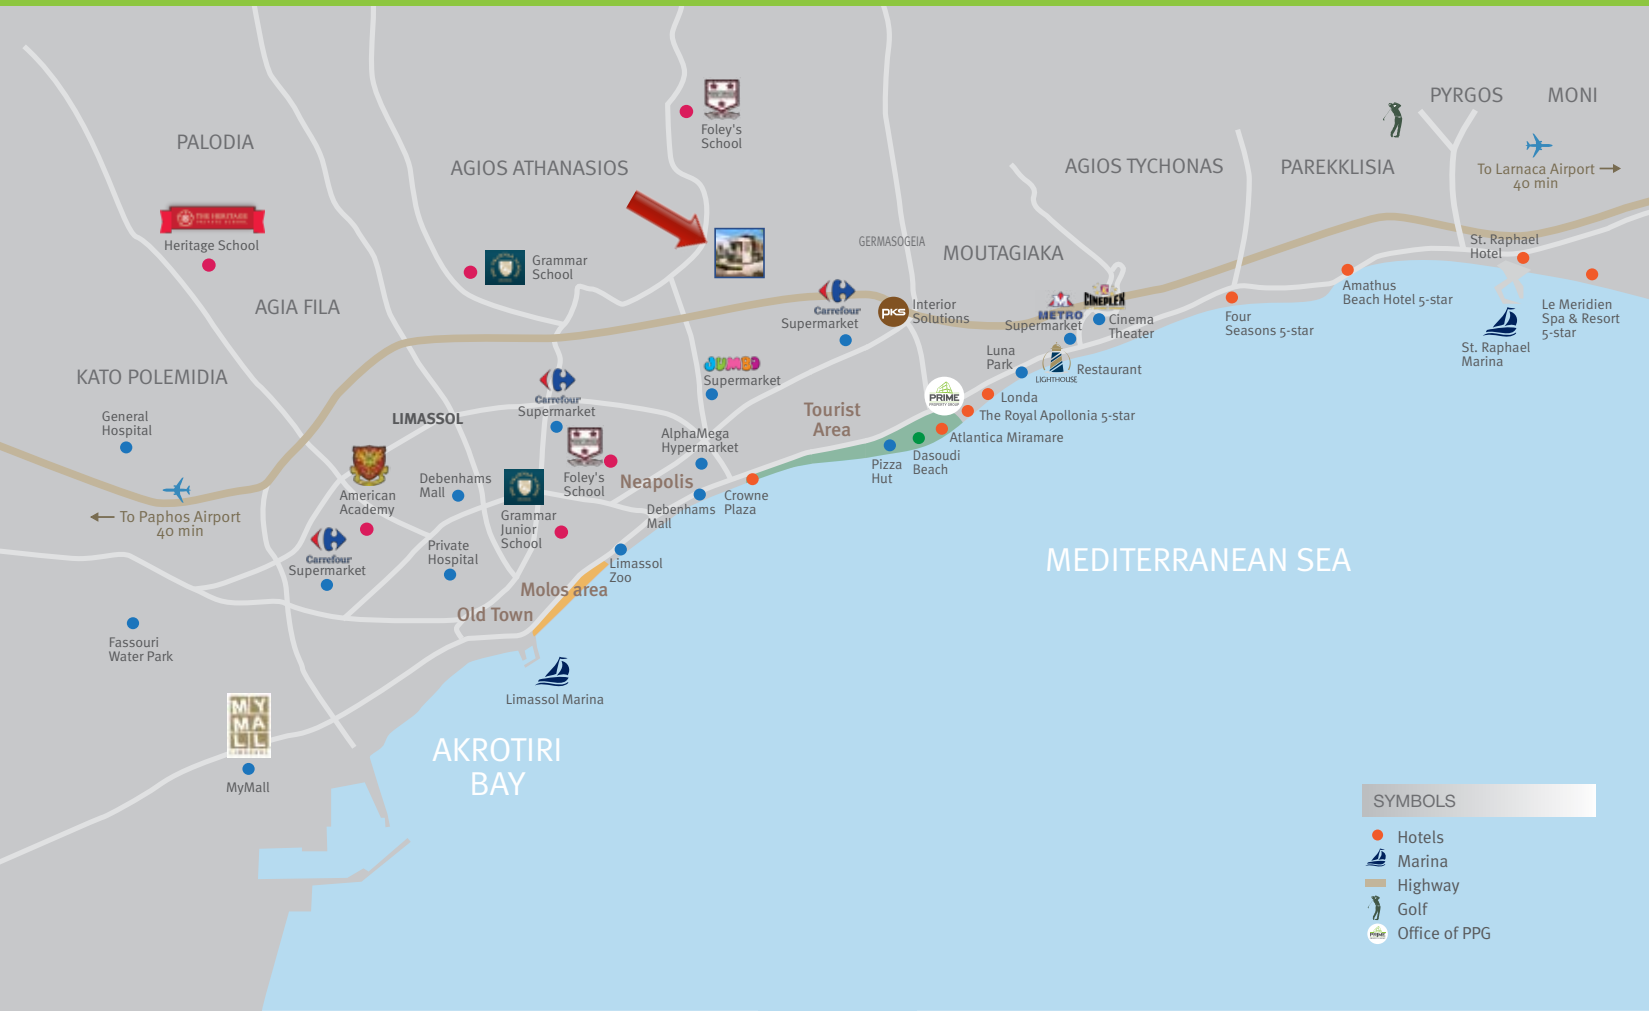 PYRGOS
MONI
Foley's
School
PALODIA
AGIOS ATHANASIOS
AGIOS TYCHONAS
PAREKKLISIA
To Larnaca Airport
40 min
THE HERITAGE
Heritage School
GERMASOGEIA
MOUTAGIAKA
St. Raphael
Hotel
Grammar
School
AGIA FILA
Carrefour
Supermarket
pks
Interior
Solutions
METRO
Supermarket
CINEPLEX
Cinema
Theater
Four
Seasons 5-star
Amathus
Beach Hotel 5-star
Le Meridien
Spa & Resort
5-star
St. Raphael
Marina
Luna
Park
LIGHTHOUSE
Restaurant
JUMBO
Supermarket
KATO POLEMIDIA
General
Hospital
LIMASSOL
Carrefour
Supermarket
Tourist
Area
PRIME
PROPERTY GROUP
Londa
The Royal Apollonia 5-star
Atlantica Miramare
Dasoudi
Beach
Pizza
Hut
AlphaMega
Hypermarket
Neapolis
Foley's
School
Debenhams
Mall
American
Academy
Debenhams
Mall
Crowne
Plaza
Grammar
Junior
School
To Paphos Airport
40 min
Carrefour
Supermarket
Private
Hospital
Limassol
Zoo
Molos area
Old Town
MEDITERRANEAN SEA
Fassouri
Water Park
Limassol Marina
MY
MA
LL
LIMASSOL
MyMall
AKROTIRI
BAY
SYMBOLS
Hotels
Marina
Highway
Golf
PRIME
Office of PPG